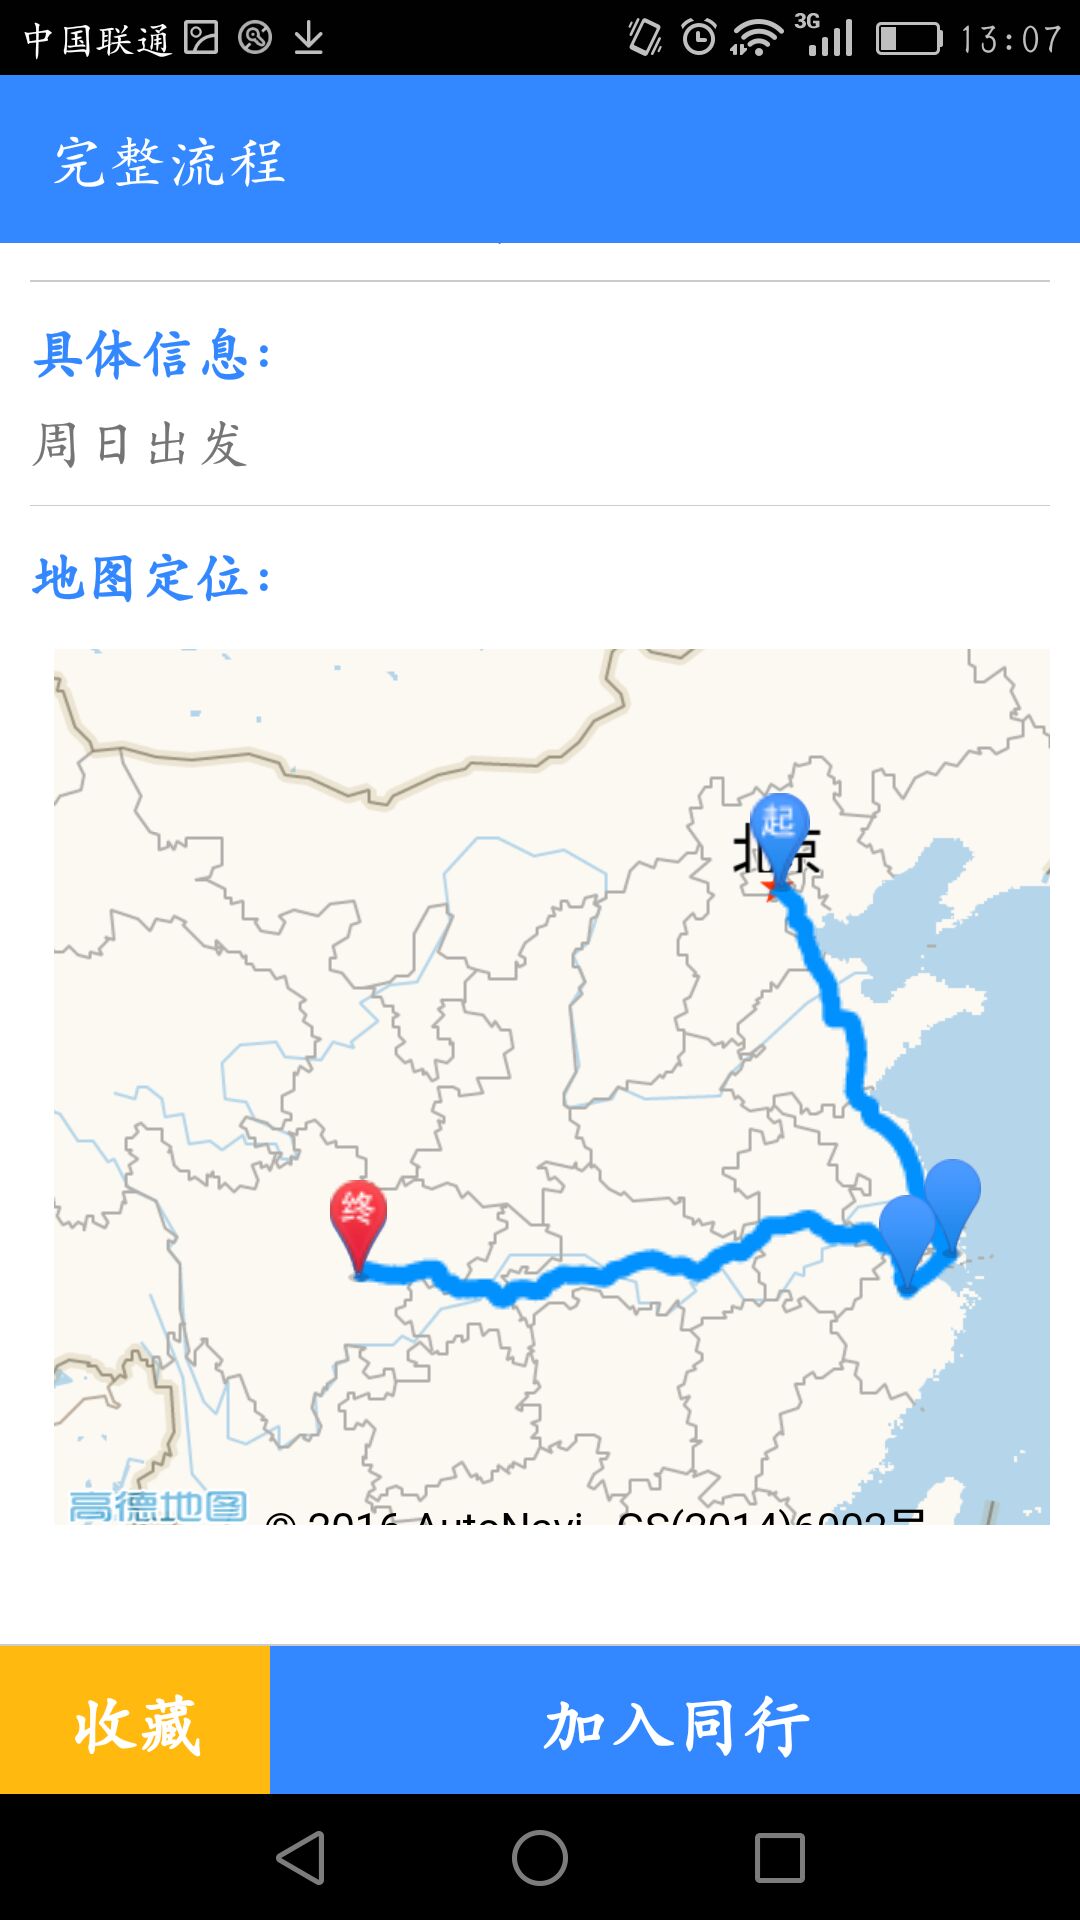 中国联通 3G 13:07
完整流程
具体信息:
周日出发
地图定位:
起
北京
终
高德地图
© 2016 AutoNavi - GS(2014)6003号
收藏
加入同行